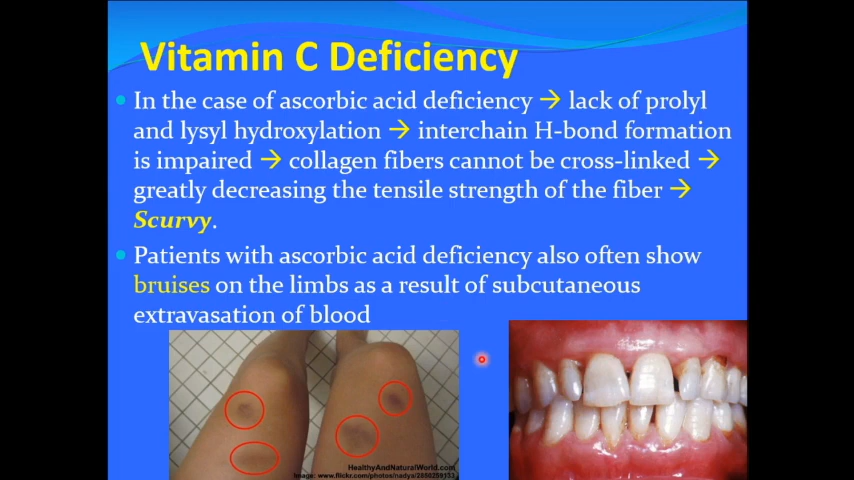 Vitamin C Deficiency
In the case of ascorbic acid deficiency → lack of prolyl
and lysyl hydroxylation → interchain H-bond formation
is impaired → collagen fibers cannot be cross-linked →
greatly decreasing the tensile strength of the fiber →
Scurvy.
Patients with ascorbic acid deficiency also often show
bruises on the limbs as a result of subcutaneous
extravasation of blood
HealthyAndNaturalWorld.com
Image: www.flickr.com/photos/nadya/